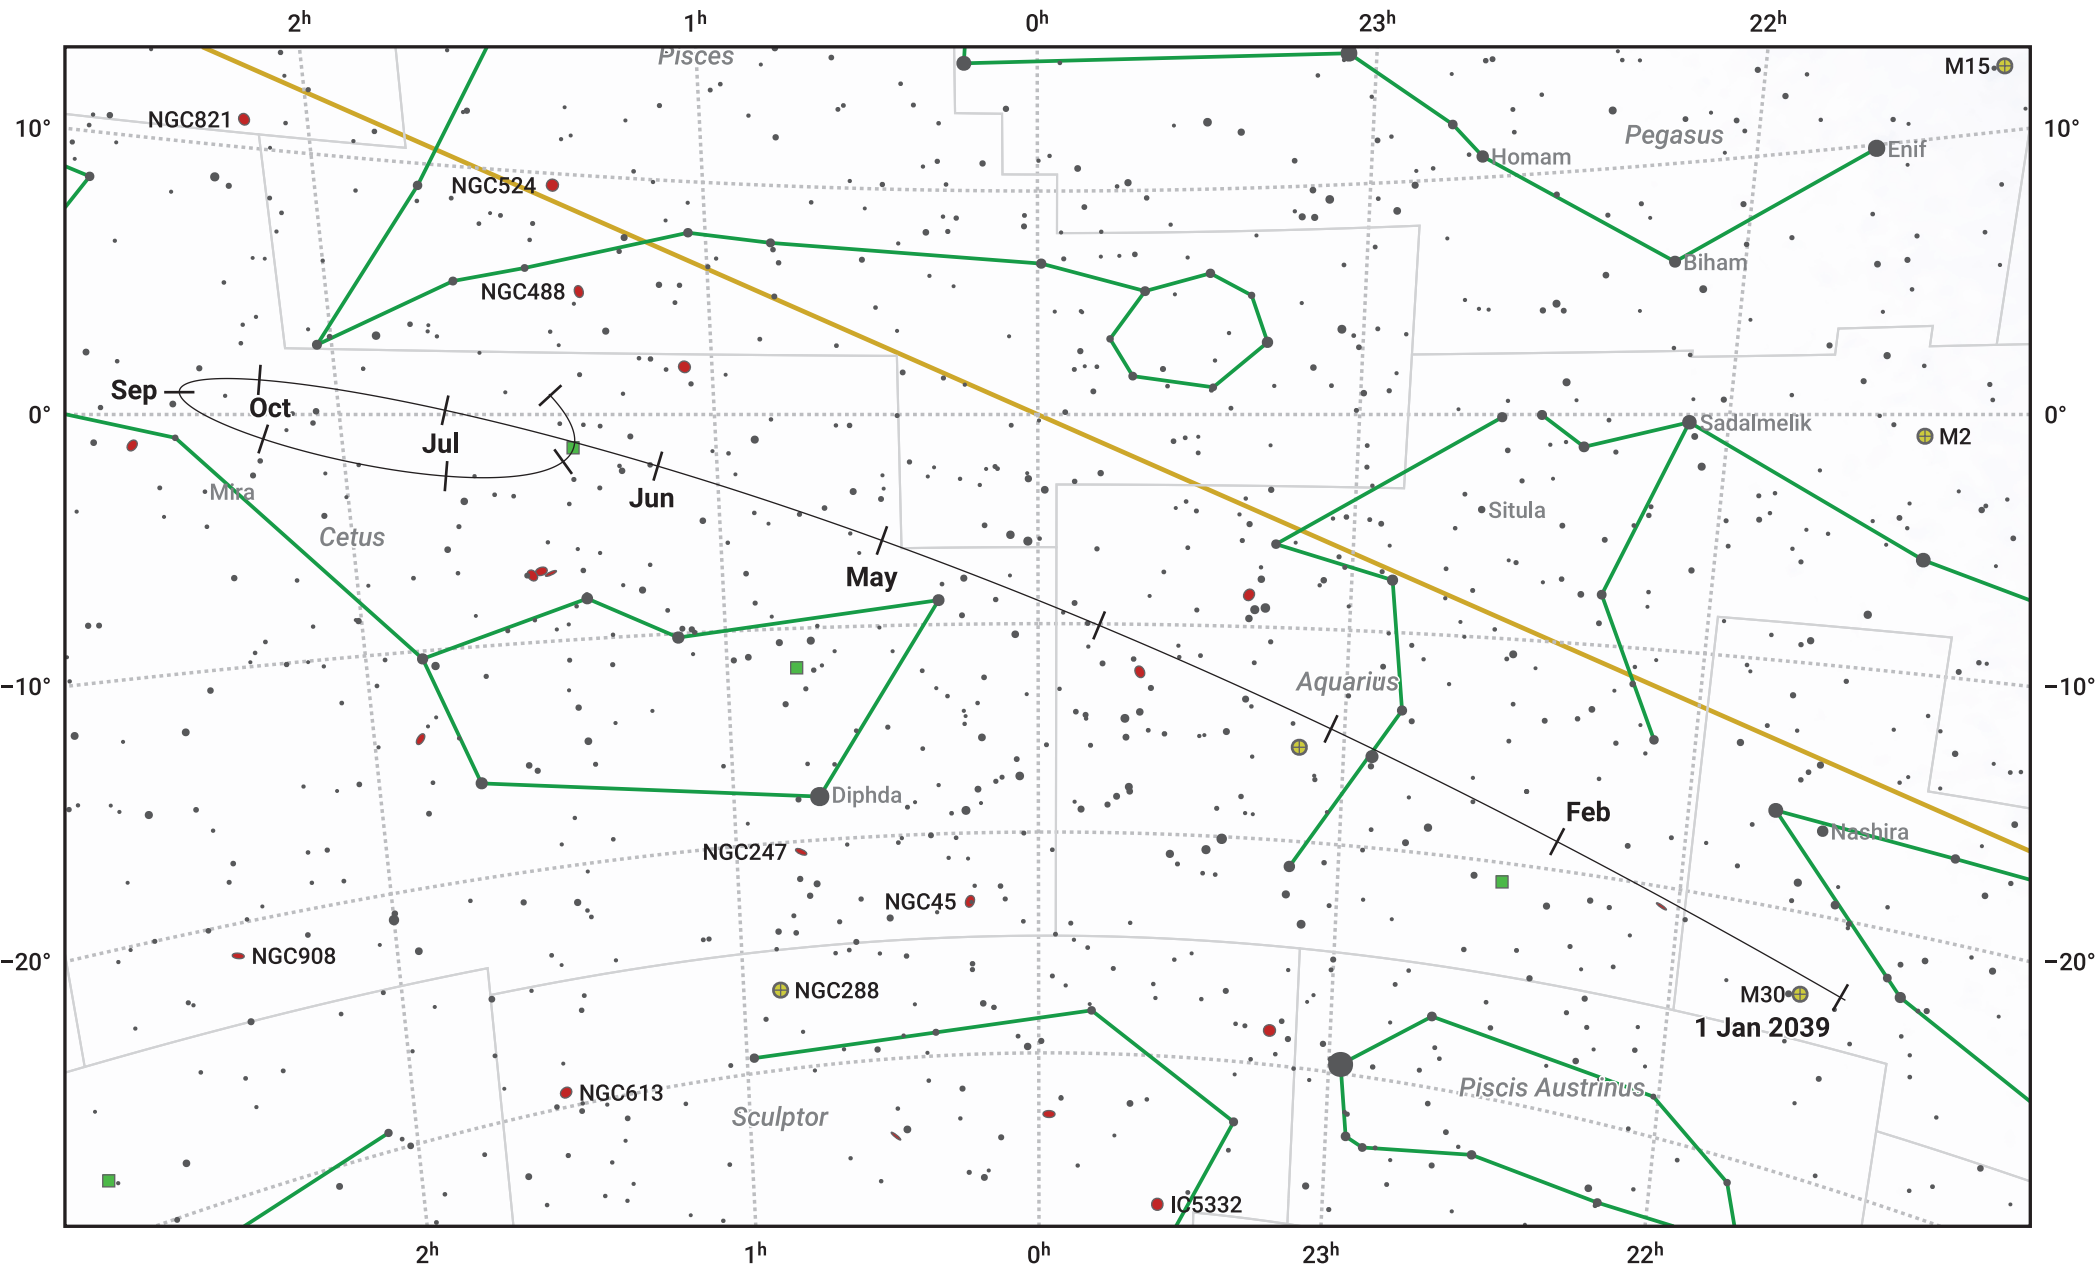 2ʰ 1ʰ 0ʰ 23ʰ 22ʰ
Pisces
M15
NGC821
10° 10°
Pegasus
Enif
Homam
NGC524
Biham
NGC488
Sep
Oct
0° 0°
Sadalmelik
M2
Jul
Mira
Jun
Situla
Cetus
May
Aquarius
−10° −10°
Diphda
Feb
Nashira
NGC247
NGC45
NGC908
−20° −20°
NGC288
M30
1 Jan 2039
NGC613
Piscis Austrinus
Sculptor
IC5332
2ʰ 1ʰ 0ʰ 23ʰ 22ʰ